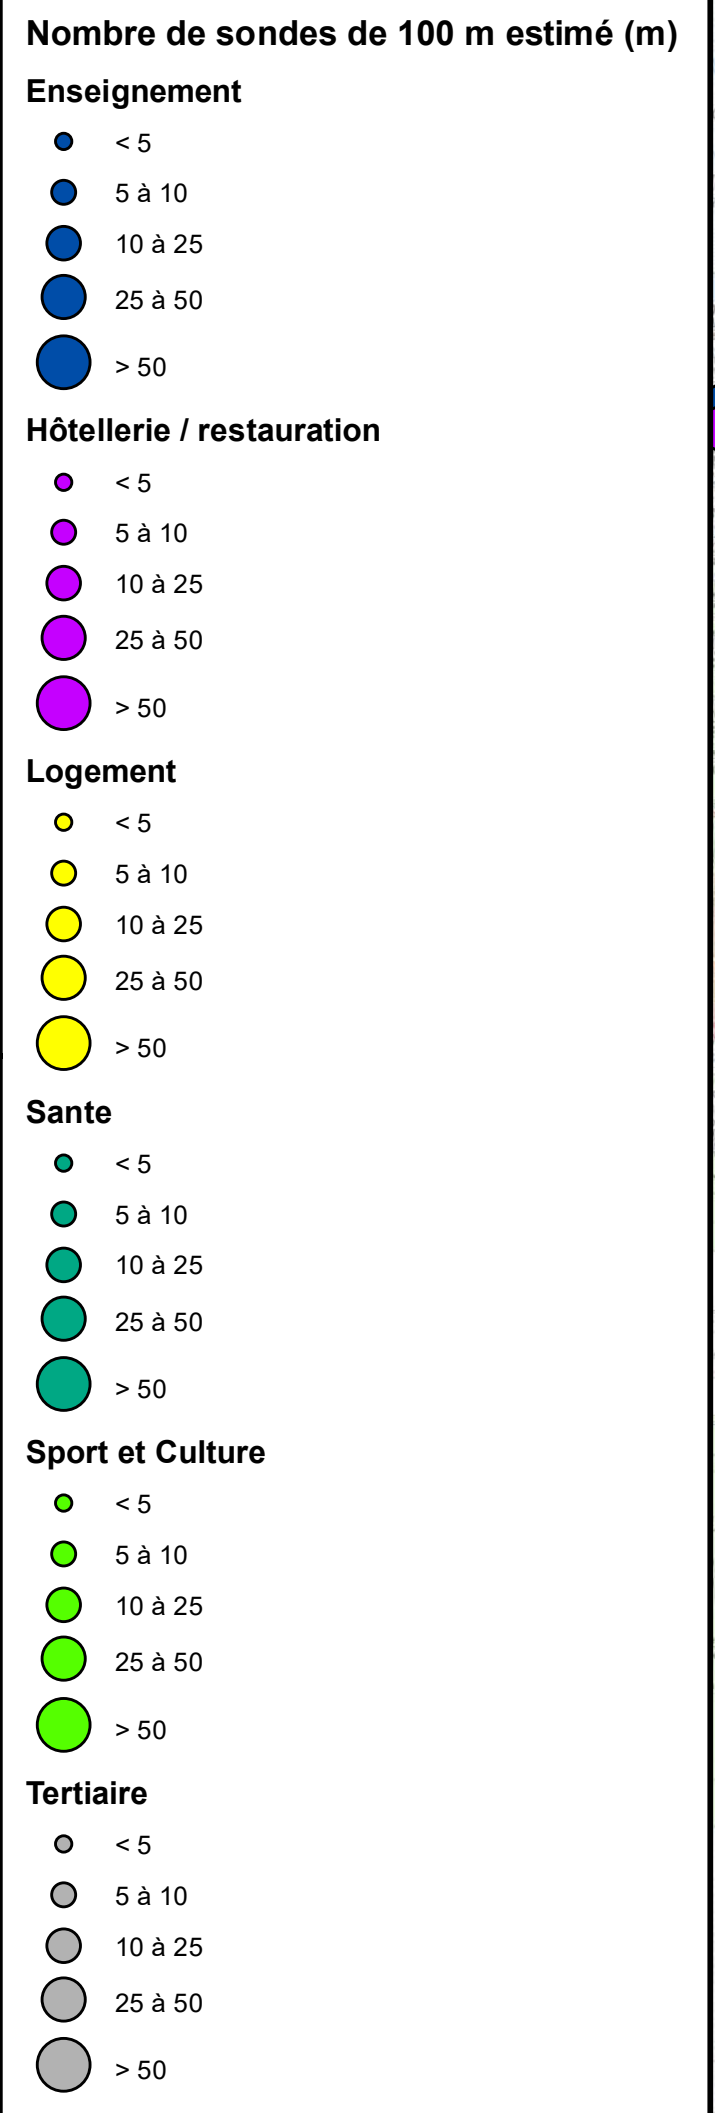 Nombre de sondes de 100 m estimé (m)
Enseignement
< 5
5 à 10
10 à 25
25 à 50
> 50
Hôtellerie / restauration
< 5
5 à 10
10 à 25
25 à 50
> 50
Logement
< 5
5 à 10
10 à 25
25 à 50
> 50
Sante
< 5
5 à 10
10 à 25
25 à 50
> 50
Sport et Culture
< 5
5 à 10
10 à 25
25 à 50
> 50
Tertiaire
< 5
5 à 10
10 à 25
25 à 50
> 50